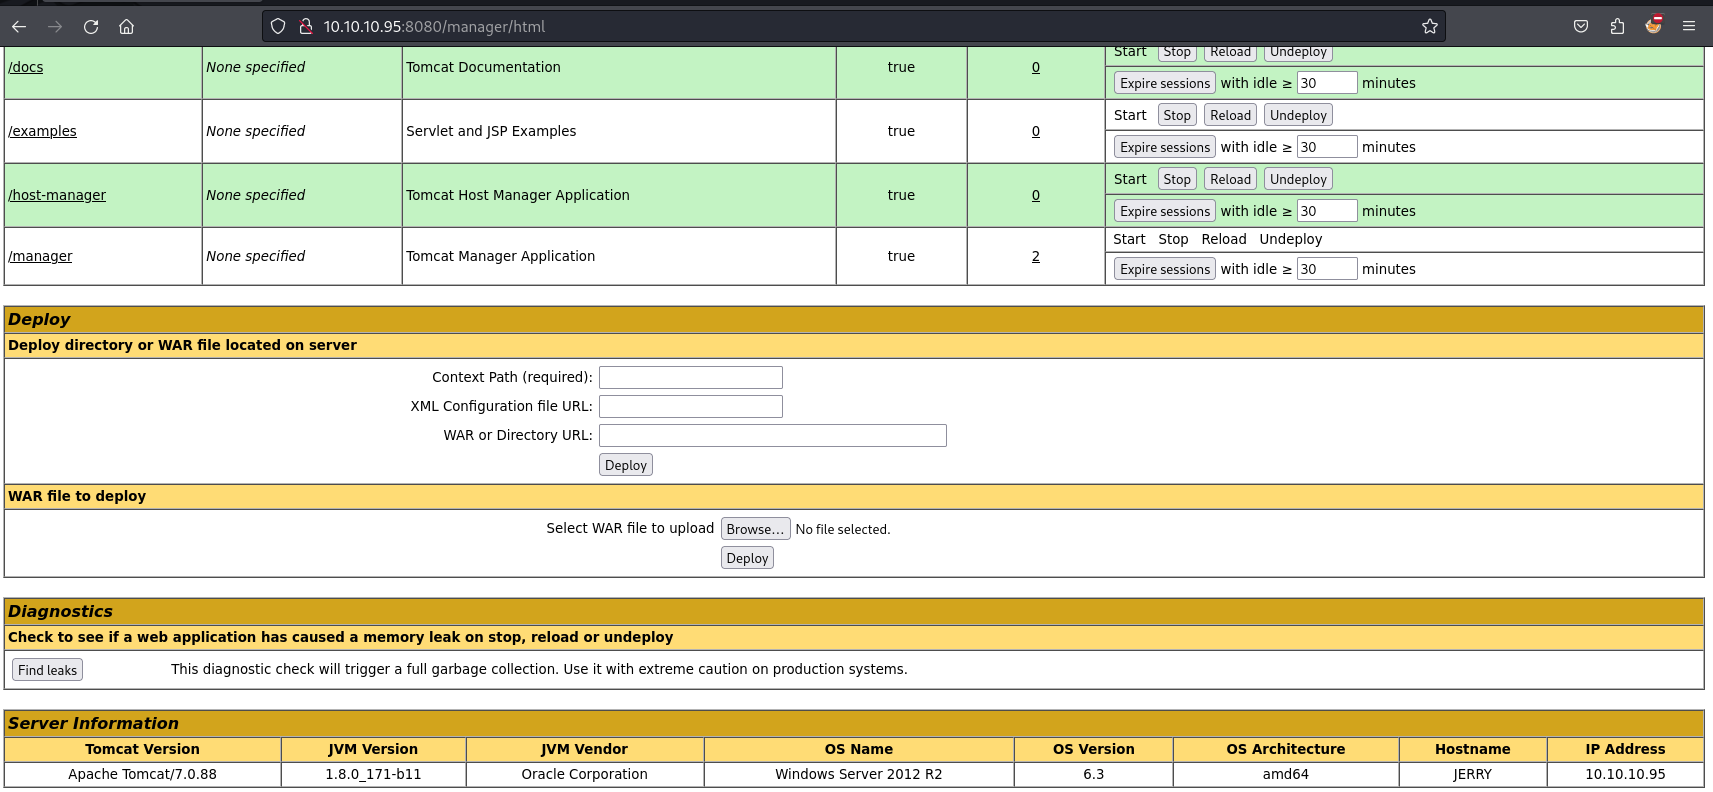 10.10.10.95:8080/manager/html
Start Stop Reload Undeploy
/docs None specified Tomcat Documentation true 0
Expire sessions with idle ≥ 30 minutes
Start Stop Reload Undeploy
/examples None specified Servlet and JSP Examples true 0
Expire sessions with idle ≥ 30 minutes
Start Stop Reload Undeploy
/host-manager None specified Tomcat Host Manager Application true 0
Expire sessions with idle ≥ 30 minutes
Start Stop Reload Undeploy
/manager None specified Tomcat Manager Application true 2
Expire sessions with idle ≥ 30 minutes
Deploy
Deploy directory or WAR file located on server
Context Path (required):
XML Configuration file URL:
WAR or Directory URL:
Deploy
WAR file to deploy
Select WAR file to upload Browse... No file selected.
Deploy
Diagnostics
Check to see if a web application has caused a memory leak on stop, reload or undeploy
Find leaks This diagnostic check will trigger a full garbage collection. Use it with extreme caution on production systems.
Server Information
Tomcat Version JVM Version JVM Vendor OS Name OS Version OS Architecture Hostname IP Address
Apache Tomcat/7.0.88 1.8.0_171-b11 Oracle Corporation Windows Server 2012 R2 6.3 amd64 JERRY 10.10.10.95